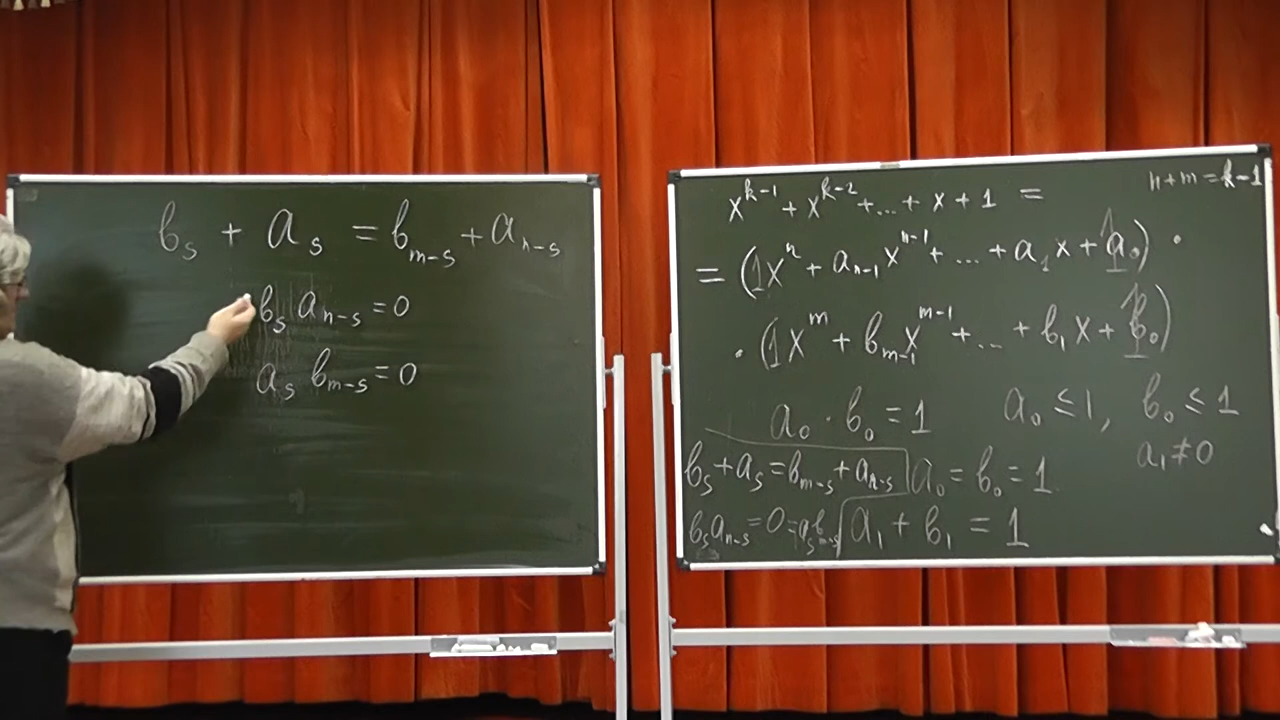 b_s + a_s = b_{m-s} + a_{n-s}
b_s a_{n-s} = 0
a_s b_{m-s} = 0
x^{k-1} + x^{k-2} + ... + x + 1 =
n + m = k-1
= (1x^n + a_{n-1} x^{n-1} + ... + a_1 x + a_0) ·
· (1x^m + b_{m-1} x^{m-1} + ... + b_1 x + b_0)
a_0 · b_0 = 1
a_0 ≤ 1, b_0 ≤ 1
a_1 ≠ 0
b_s + a_s = b_{m-s} + a_{n-s}
a_0 = b_0 = 1
b_s a_{n-s} = 0 = a_s b_{m-s}
a_1 + b_1 = 1